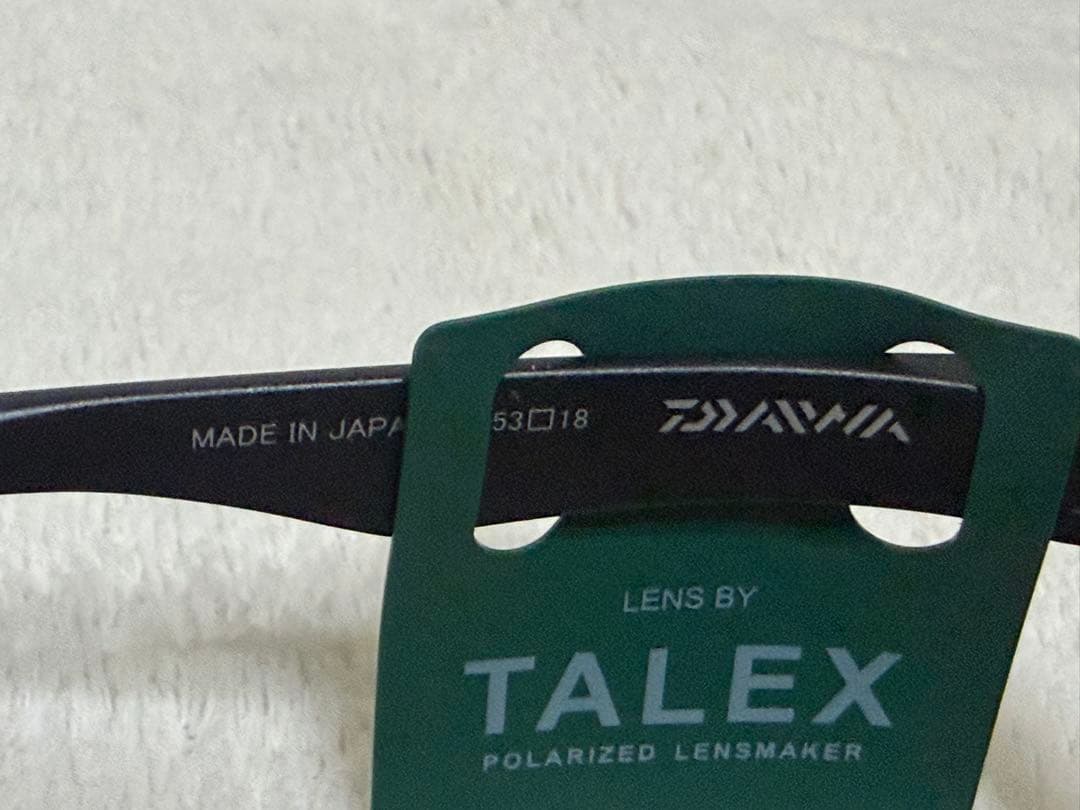 MADE IN JAPA 53□18 DAIWA
LENS BY
TALEX
POLARIZED LENSMAKER